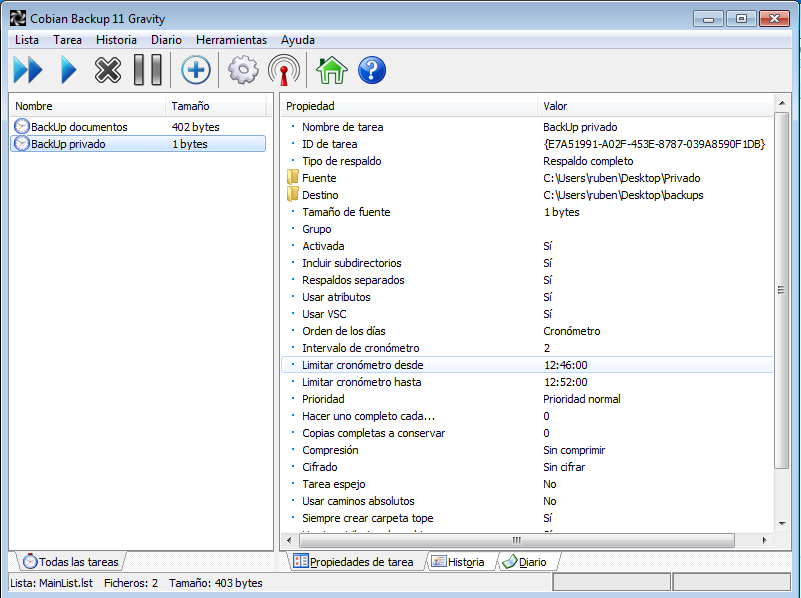 Cobian Backup 11 Gravity
Lista Tarea Historia Diario Herramientas Ayuda
Nombre Tamaño
BackUp documentos 402 bytes
BackUp privado 1 bytes
Propiedad Valor
Nombre de tarea BackUp privado
ID de tarea {E7A51991-A02F-453E-8787-039A8590F1DB}
Tipo de respaldo Respaldo completo
Fuente C:\Users\ruben\Desktop\Privado
Destino C:\Users\ruben\Desktop\backups
Tamaño de fuente 1 bytes
Grupo
Activada Sí
Incluir subdirectorios Sí
Respaldos separados Sí
Usar atributos Sí
Usar VSC Sí
Orden de los días Cronómetro
Intervalo de cronómetro 2
Limitar cronómetro desde 12:46:00
Limitar cronómetro hasta 12:52:00
Prioridad Prioridad normal
Hacer uno completo cada... 0
Copias completas a conservar 0
Compresión Sin comprimir
Cifrado Sin cifrar
Tarea espejo No
Usar caminos absolutos No
Siempre crear carpeta tope Sí
Todas las tareas
Propiedades de tarea Historia Diario
Lista: MainList.lst Ficheros: 2 Tamaño: 403 bytes